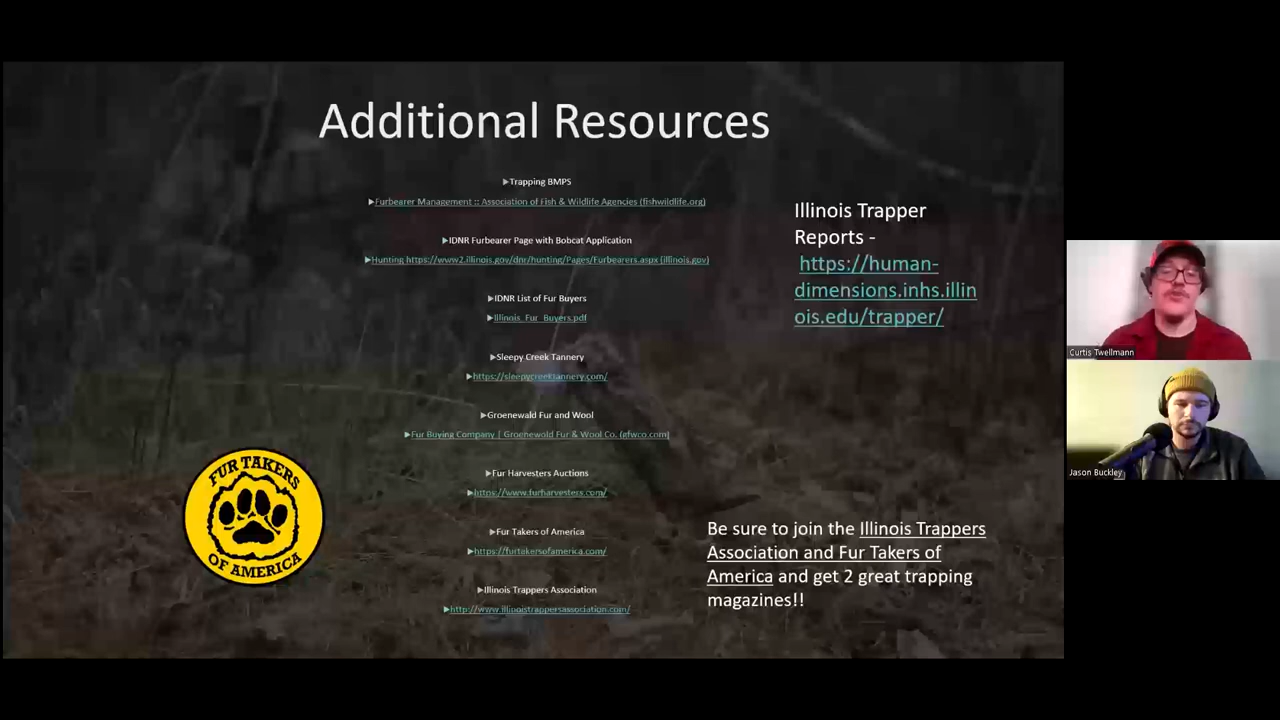 Additional Resources
▶Trapping BMPS
▶Furbearer Management :: Association of Fish & Wildlife Agencies (fishwildlife.org)
▶IDNR Furbearer Page with Bobcat Application
▶Hunting https://www2.illinois.gov/dnr/hunting/Pages/Furbearers.aspx (illinois.gov)
▶IDNR List of Fur Buyers
▶Illinois_Fur_Buyers.pdf
▶Sleepy Creek Tannery
▶https://sleepycreektannery.com/
▶Groenewald Fur and Wool
▶Fur Buying Company | Groenewold Fur & Wool Co. (gfwco.com)
▶Fur Harvesters Auctions
▶https://www.furharvesters.com/
▶Fur Takers of America
▶https://furtakersofamerica.com/
▶Illinois Trappers Association
▶http://www.illinoistrappersassociation.com/
FUR TAKERS
OF AMERICA
Illinois Trapper
Reports -
https://human-
dimensions.inhs.illin
ois.edu/trapper/
Be sure to join the Illinois Trappers
Association and Fur Takers of
America and get 2 great trapping
magazines!!
Curtis Twellmann
Jason Buckley